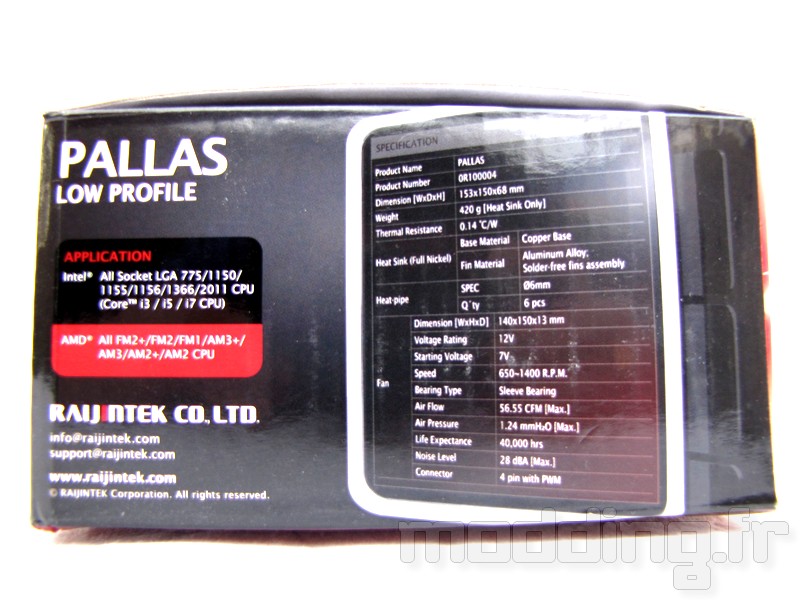 PALLAS
LOW PROFILE
APPLICATION
Intel® All Socket LGA 775/1150/
1155/1156/1366/2011 CPU
(Core™ i3 / i5 / i7 CPU)
AMD® All FM2+/FM2/FM1/AM3+/
AM3/AM2+/AM2 CPU
RAIJINTEK CO., LTD.
info@raijintek.com
support@raijintek.com
www.raijintek.com
© RAIJINTEK Corporation. All rights reserved.
SPECIFICATION
Product Name PALLAS
Product Number 0R100004
Dimension [WxDxH] 153x150x68 mm
Weight 420 g [Heat Sink Only]
Thermal Resistance 0.14 °C/W
Heat Sink (Full Nickel) Base Material Copper Base
Fin Material Aluminum Alloy;
Solder-free fins assembly
Heat-pipe SPEC Ø6mm
Q´ty 6 pcs
Fan
Dimension [WxHxD] 140x150x13 mm
Voltage Rating 12V
Starting Voltage 7V
Speed 650~1400 R.P.M.
Bearing Type Sleeve Bearing
Air Flow 56.55 CFM [Max.]
Air Pressure 1.24 mmH₂O [Max.]
Life Expectance 40,000 hrs
Noise Level 28 dBA [Max.]
Connector 4 pin with PWM
modding.fr